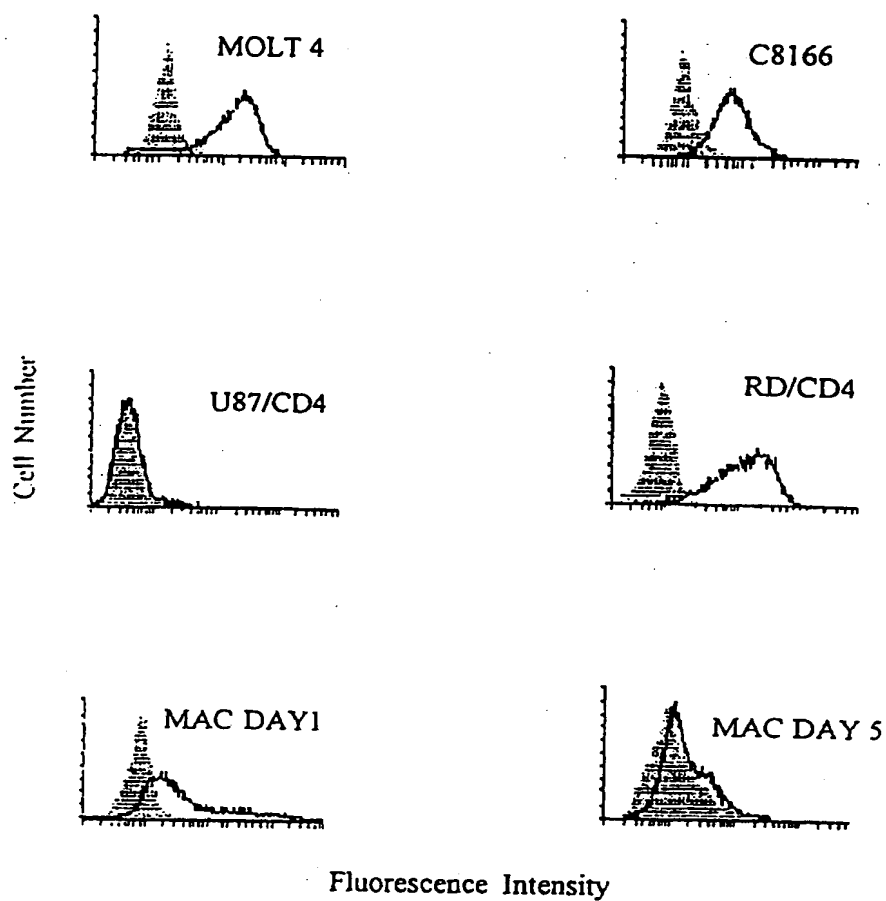 MOLT 4
C8166
Cell Number
U87/CD4
RD/CD4
MAC DAY1
MAC DAY 5
Fluorescence Intensity